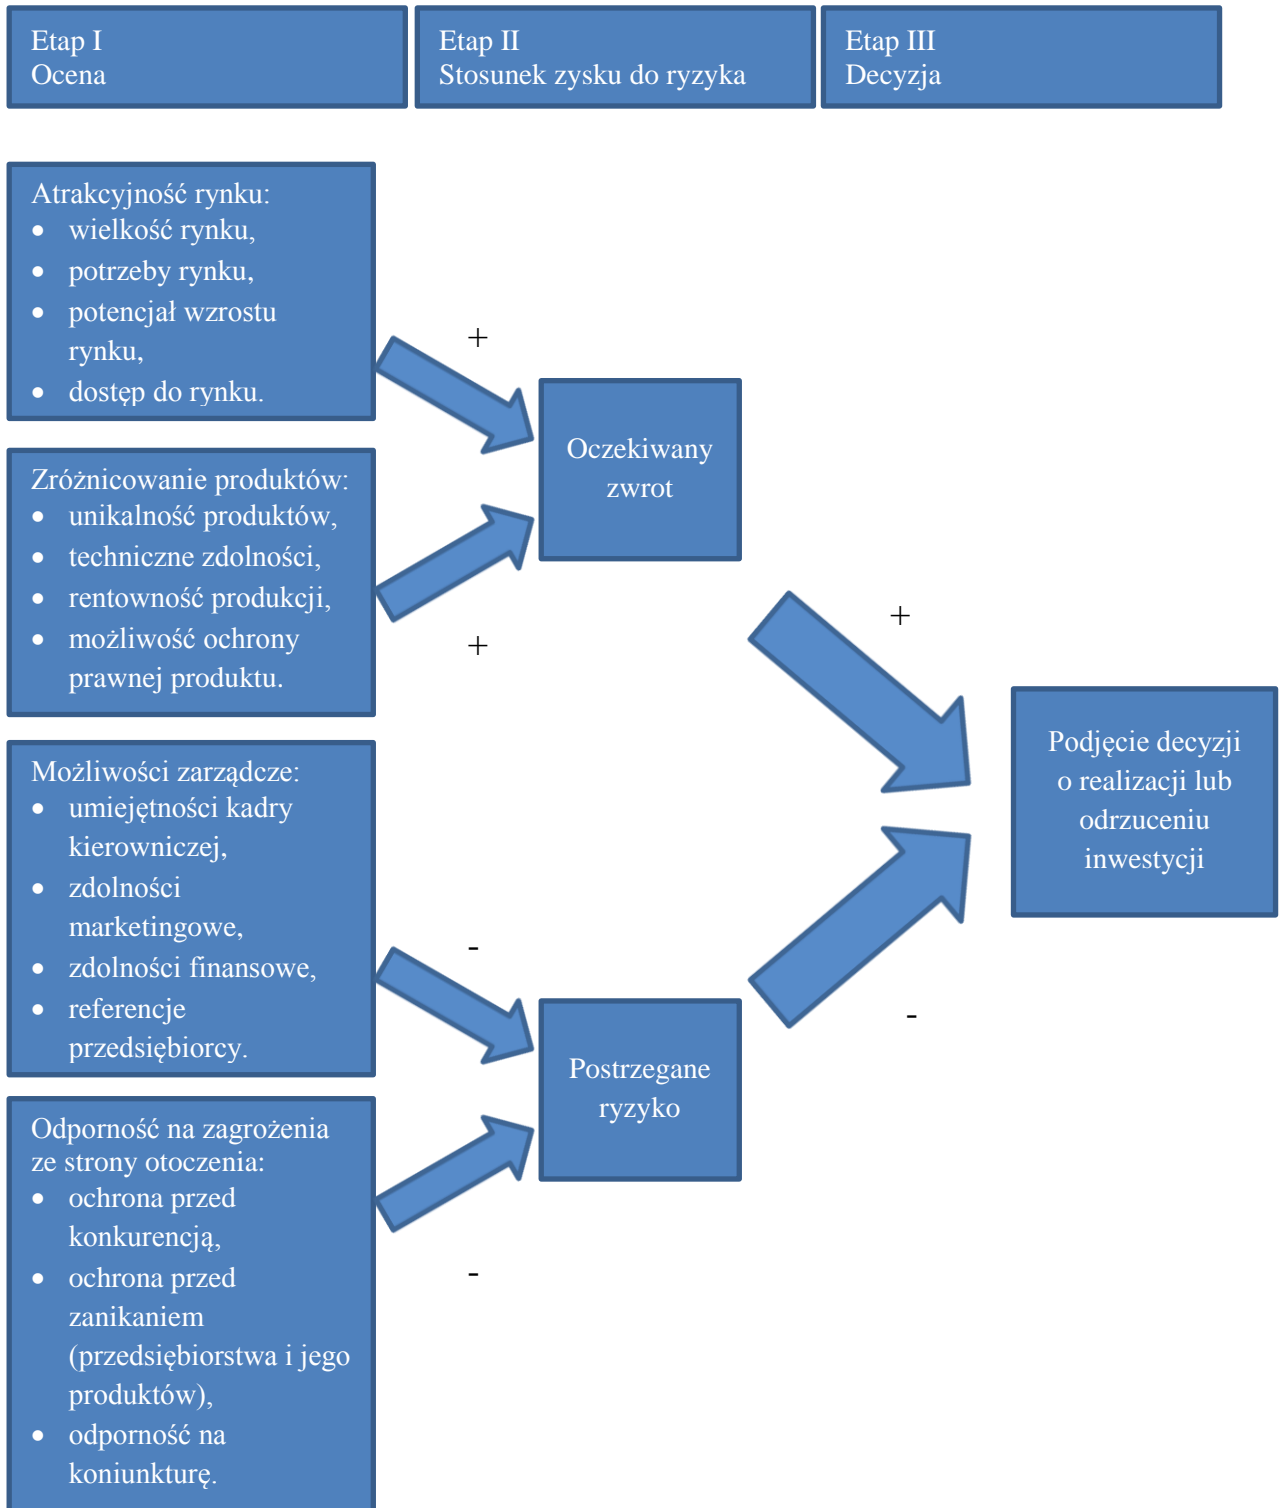 Etap I
Ocena
Etap II
Stosunek zysku do ryzyka
Etap III
Decyzja
Atrakcyjność rynku:
• wielkość rynku,
• potrzeby rynku,
• potencjał wzrostu
rynku,
• dostęp do rynku.
+
Oczekiwany
zwrot
Zróżnicowanie produktów:
• unikalność produktów,
• techniczne zdolności,
• rentowność produkcji,
• możliwość ochrony
prawnej produktu.
+
+
Podjęcie decyzji
o realizacji lub
odrzuceniu
inwestycji
Możliwości zarządcze:
• umiejętności kadry
kierowniczej,
• zdolności
marketingowe,
• zdolności finansowe,
• referencje
przedsiębiorcy.
-
-
Postrzegane
ryzyko
Odporność na zagrożenia
ze strony otoczenia:
• ochrona przed
konkurencją,
• ochrona przed
zanikaniem
(przedsiębiorstwa i jego
produktów),
• odporność na
koniunkturę.
-